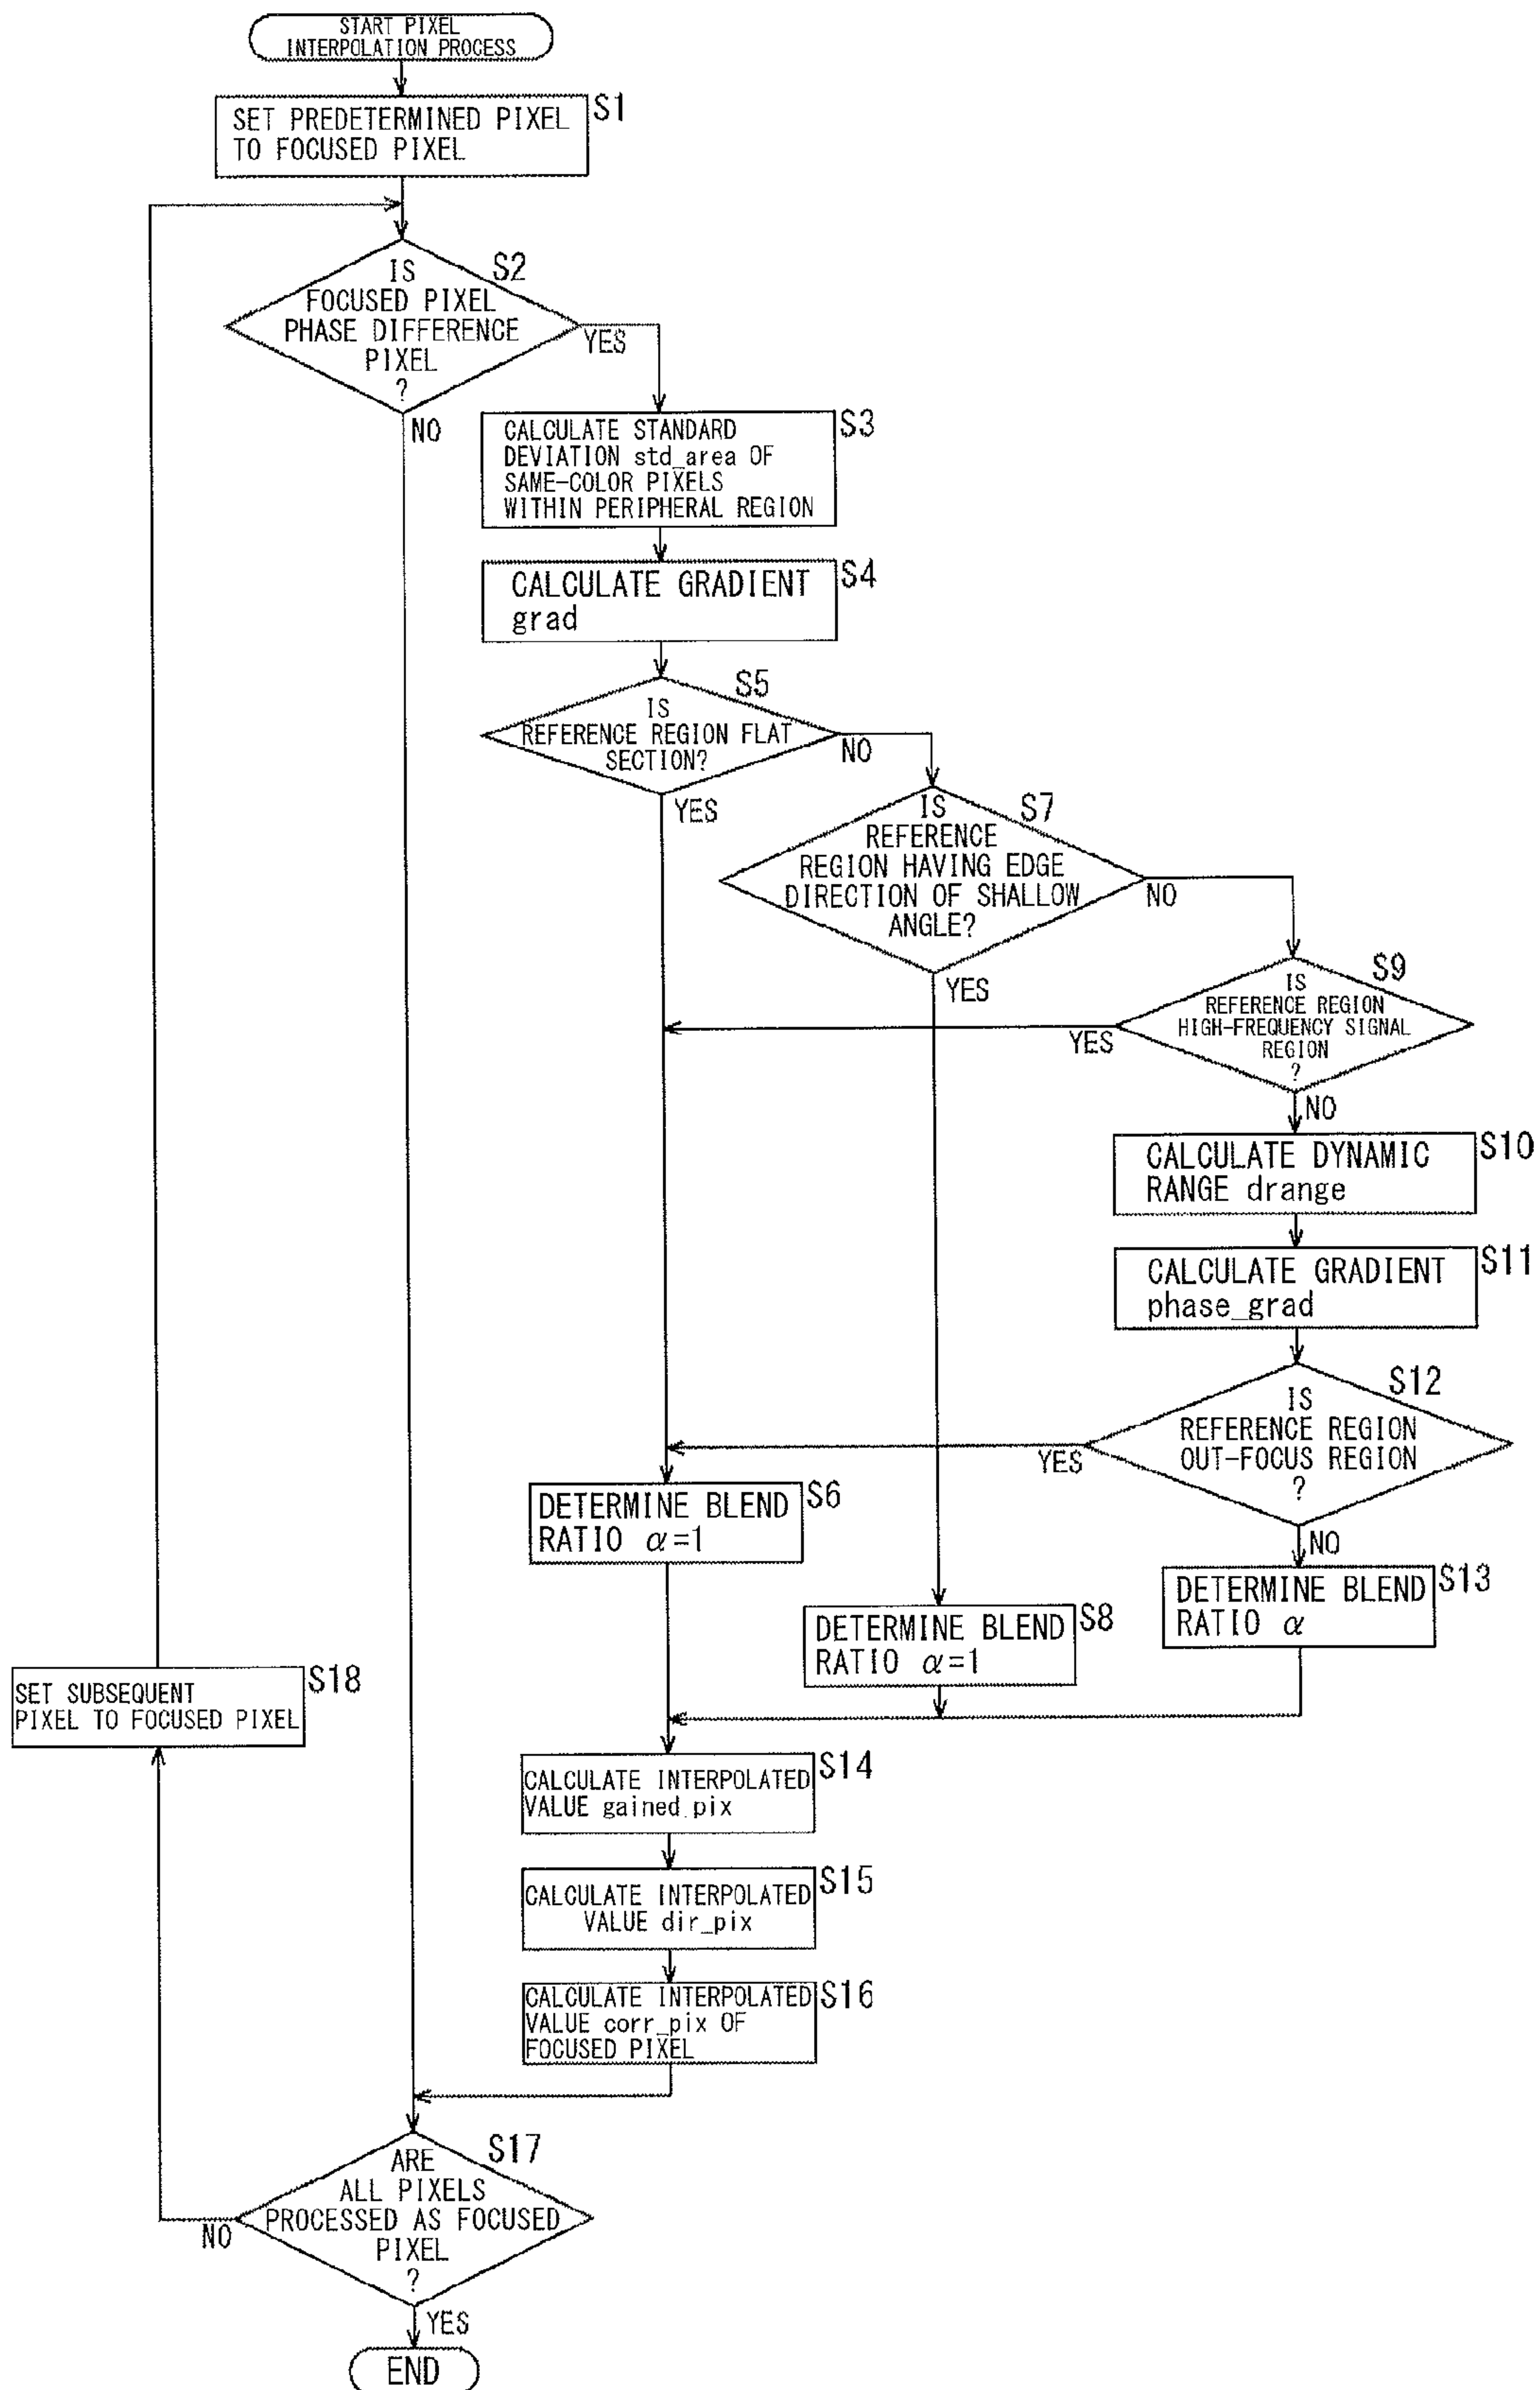 START PIXEL
INTERPOLATION PROCESS
S1
SET PREDETERMINED PIXEL
TO FOCUSED PIXEL
S2
IS
FOCUSED PIXEL
PHASE DIFFERENCE
PIXEL
?
YES
NO
S3
CALCULATE STANDARD
DEVIATION std_area OF
SAME-COLOR PIXELS
WITHIN PERIPHERAL REGION
S4
CALCULATE GRADIENT
grad
S5
IS
REFERENCE REGION FLAT
SECTION?
NO
YES
S7
IS
REFERENCE
REGION HAVING EDGE
DIRECTION OF SHALLOW
ANGLE?
NO
YES
S9
IS
REFERENCE REGION
HIGH-FREQUENCY SIGNAL
REGION
?
YES
NO
S10
CALCULATE DYNAMIC
RANGE drange
S11
CALCULATE GRADIENT
phase_grad
S12
IS
REFERENCE REGION
OUT-FOCUS REGION
?
YES
NO
S6
DETERMINE BLEND
RATIO α=1
S13
DETERMINE BLEND
RATIO α
S8
DETERMINE BLEND
RATIO α=1
S18
SET SUBSEQUENT
PIXEL TO FOCUSED PIXEL
S14
CALCULATE INTERPOLATED
VALUE gained_pix
S15
CALCULATE INTERPOLATED
VALUE dir_pix
S16
CALCULATE INTERPOLATED
VALUE corr_pix OF
FOCUSED PIXEL
S17
ARE
ALL PIXELS
PROCESSED AS FOCUSED
PIXEL
?
NO
YES
END